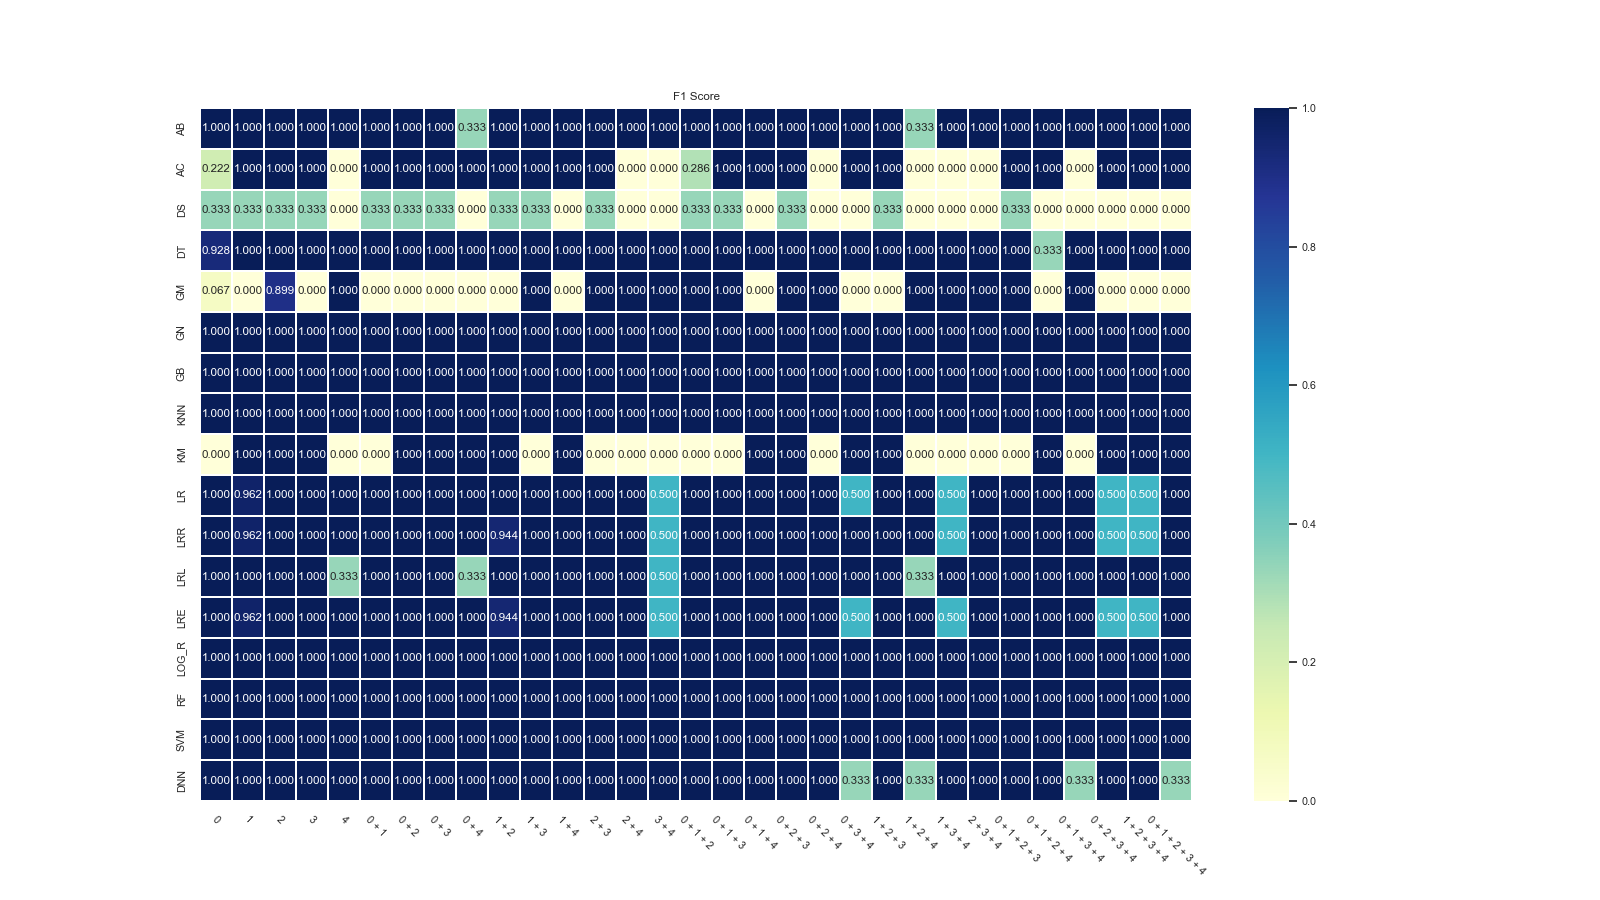 F1 Score
AB 1.000 1.000 1.000 1.000 1.000 1.000 1.000 1.000 0.333 1.000 1.000 1.000 1.000 1.000 1.000 1.000 1.000 1.000 1.000 1.000 1.000 1.000 0.333 1.000 1.000 1.000 1.000 1.000 1.000 1.000 1.000
AC 0.222 1.000 1.000 1.000 0.000 1.000 1.000 1.000 1.000 1.000 1.000 1.000 1.000 0.000 0.000 0.286 1.000 1.000 1.000 0.000 1.000 1.000 0.000 0.000 0.000 1.000 1.000 0.000 1.000 1.000 1.000
DS 0.333 0.333 0.333 0.333 0.000 0.333 0.333 0.333 0.000 0.333 0.333 0.000 0.333 0.000 0.000 0.333 0.333 0.000 0.333 0.000 0.000 0.333 0.000 0.000 0.000 0.333 0.000 0.000 0.000 0.000 0.000
DT 0.928 1.000 1.000 1.000 1.000 1.000 1.000 1.000 1.000 1.000 1.000 1.000 1.000 1.000 1.000 1.000 1.000 1.000 1.000 1.000 1.000 1.000 1.000 1.000 1.000 1.000 0.333 1.000 1.000 1.000 1.000
GM 0.067 0.000 0.899 0.000 1.000 0.000 0.000 0.000 0.000 0.000 1.000 0.000 1.000 1.000 1.000 1.000 1.000 0.000 1.000 1.000 0.000 0.000 1.000 1.000 1.000 1.000 0.000 1.000 0.000 0.000 0.000
GN 1.000 1.000 1.000 1.000 1.000 1.000 1.000 1.000 1.000 1.000 1.000 1.000 1.000 1.000 1.000 1.000 1.000 1.000 1.000 1.000 1.000 1.000 1.000 1.000 1.000 1.000 1.000 1.000 1.000 1.000 1.000
GB 1.000 1.000 1.000 1.000 1.000 1.000 1.000 1.000 1.000 1.000 1.000 1.000 1.000 1.000 1.000 1.000 1.000 1.000 1.000 1.000 1.000 1.000 1.000 1.000 1.000 1.000 1.000 1.000 1.000 1.000 1.000
KNN 1.000 1.000 1.000 1.000 1.000 1.000 1.000 1.000 1.000 1.000 1.000 1.000 1.000 1.000 1.000 1.000 1.000 1.000 1.000 1.000 1.000 1.000 1.000 1.000 1.000 1.000 1.000 1.000 1.000 1.000 1.000
KM 0.000 1.000 1.000 1.000 0.000 0.000 1.000 1.000 1.000 1.000 0.000 1.000 0.000 0.000 0.000 0.000 0.000 1.000 1.000 0.000 1.000 1.000 0.000 0.000 0.000 0.000 1.000 0.000 1.000 1.000 1.000
LR 1.000 0.962 1.000 1.000 1.000 1.000 1.000 1.000 1.000 1.000 1.000 1.000 1.000 1.000 0.500 1.000 1.000 1.000 1.000 1.000 0.500 1.000 1.000 0.500 1.000 1.000 1.000 1.000 0.500 0.500 1.000
LRR 1.000 0.962 1.000 1.000 1.000 1.000 1.000 1.000 1.000 0.944 1.000 1.000 1.000 1.000 0.500 1.000 1.000 1.000 1.000 1.000 1.000 1.000 1.000 0.500 1.000 1.000 1.000 1.000 0.500 0.500 1.000
LRL 1.000 1.000 1.000 1.000 0.333 1.000 1.000 1.000 0.333 1.000 1.000 1.000 1.000 1.000 0.500 1.000 1.000 1.000 1.000 1.000 1.000 1.000 0.333 1.000 1.000 1.000 1.000 1.000 1.000 1.000 1.000
LRE 1.000 0.962 1.000 1.000 1.000 1.000 1.000 1.000 1.000 0.944 1.000 1.000 1.000 1.000 0.500 1.000 1.000 1.000 1.000 1.000 0.500 1.000 1.000 0.500 1.000 1.000 1.000 1.000 0.500 0.500 1.000
LOG_R 1.000 1.000 1.000 1.000 1.000 1.000 1.000 1.000 1.000 1.000 1.000 1.000 1.000 1.000 1.000 1.000 1.000 1.000 1.000 1.000 1.000 1.000 1.000 1.000 1.000 1.000 1.000 1.000 1.000 1.000 1.000
RF 1.000 1.000 1.000 1.000 1.000 1.000 1.000 1.000 1.000 1.000 1.000 1.000 1.000 1.000 1.000 1.000 1.000 1.000 1.000 1.000 1.000 1.000 1.000 1.000 1.000 1.000 1.000 1.000 1.000 1.000 1.000
SVM 1.000 1.000 1.000 1.000 1.000 1.000 1.000 1.000 1.000 1.000 1.000 1.000 1.000 1.000 1.000 1.000 1.000 1.000 1.000 1.000 1.000 1.000 1.000 1.000 1.000 1.000 1.000 1.000 1.000 1.000 1.000
DNN 1.000 1.000 1.000 1.000 1.000 1.000 1.000 1.000 1.000 1.000 1.000 1.000 1.000 1.000 1.000 1.000 1.000 1.000 1.000 1.000 0.333 1.000 0.333 1.000 1.000 1.000 1.000 0.333 1.000 1.000 0.333
0
1
2
3
4
0 + 1
0 + 2
0 + 3
0 + 4
1 + 2
1 + 3
1 + 4
2 + 3
2 + 4
3 + 4
0 + 1 + 2
0 + 1 + 3
0 + 1 + 4
0 + 2 + 3
0 + 2 + 4
0 + 3 + 4
1 + 2 + 3
1 + 2 + 4
1 + 3 + 4
2 + 3 + 4
0 + 1 + 2 + 3
0 + 1 + 2 + 4
0 + 1 + 3 + 4
0 + 2 + 3 + 4
1 + 2 + 3 + 4
0 + 1 + 2 + 3 + 4
1.0
0.8
0.6
0.4
0.2
0.0